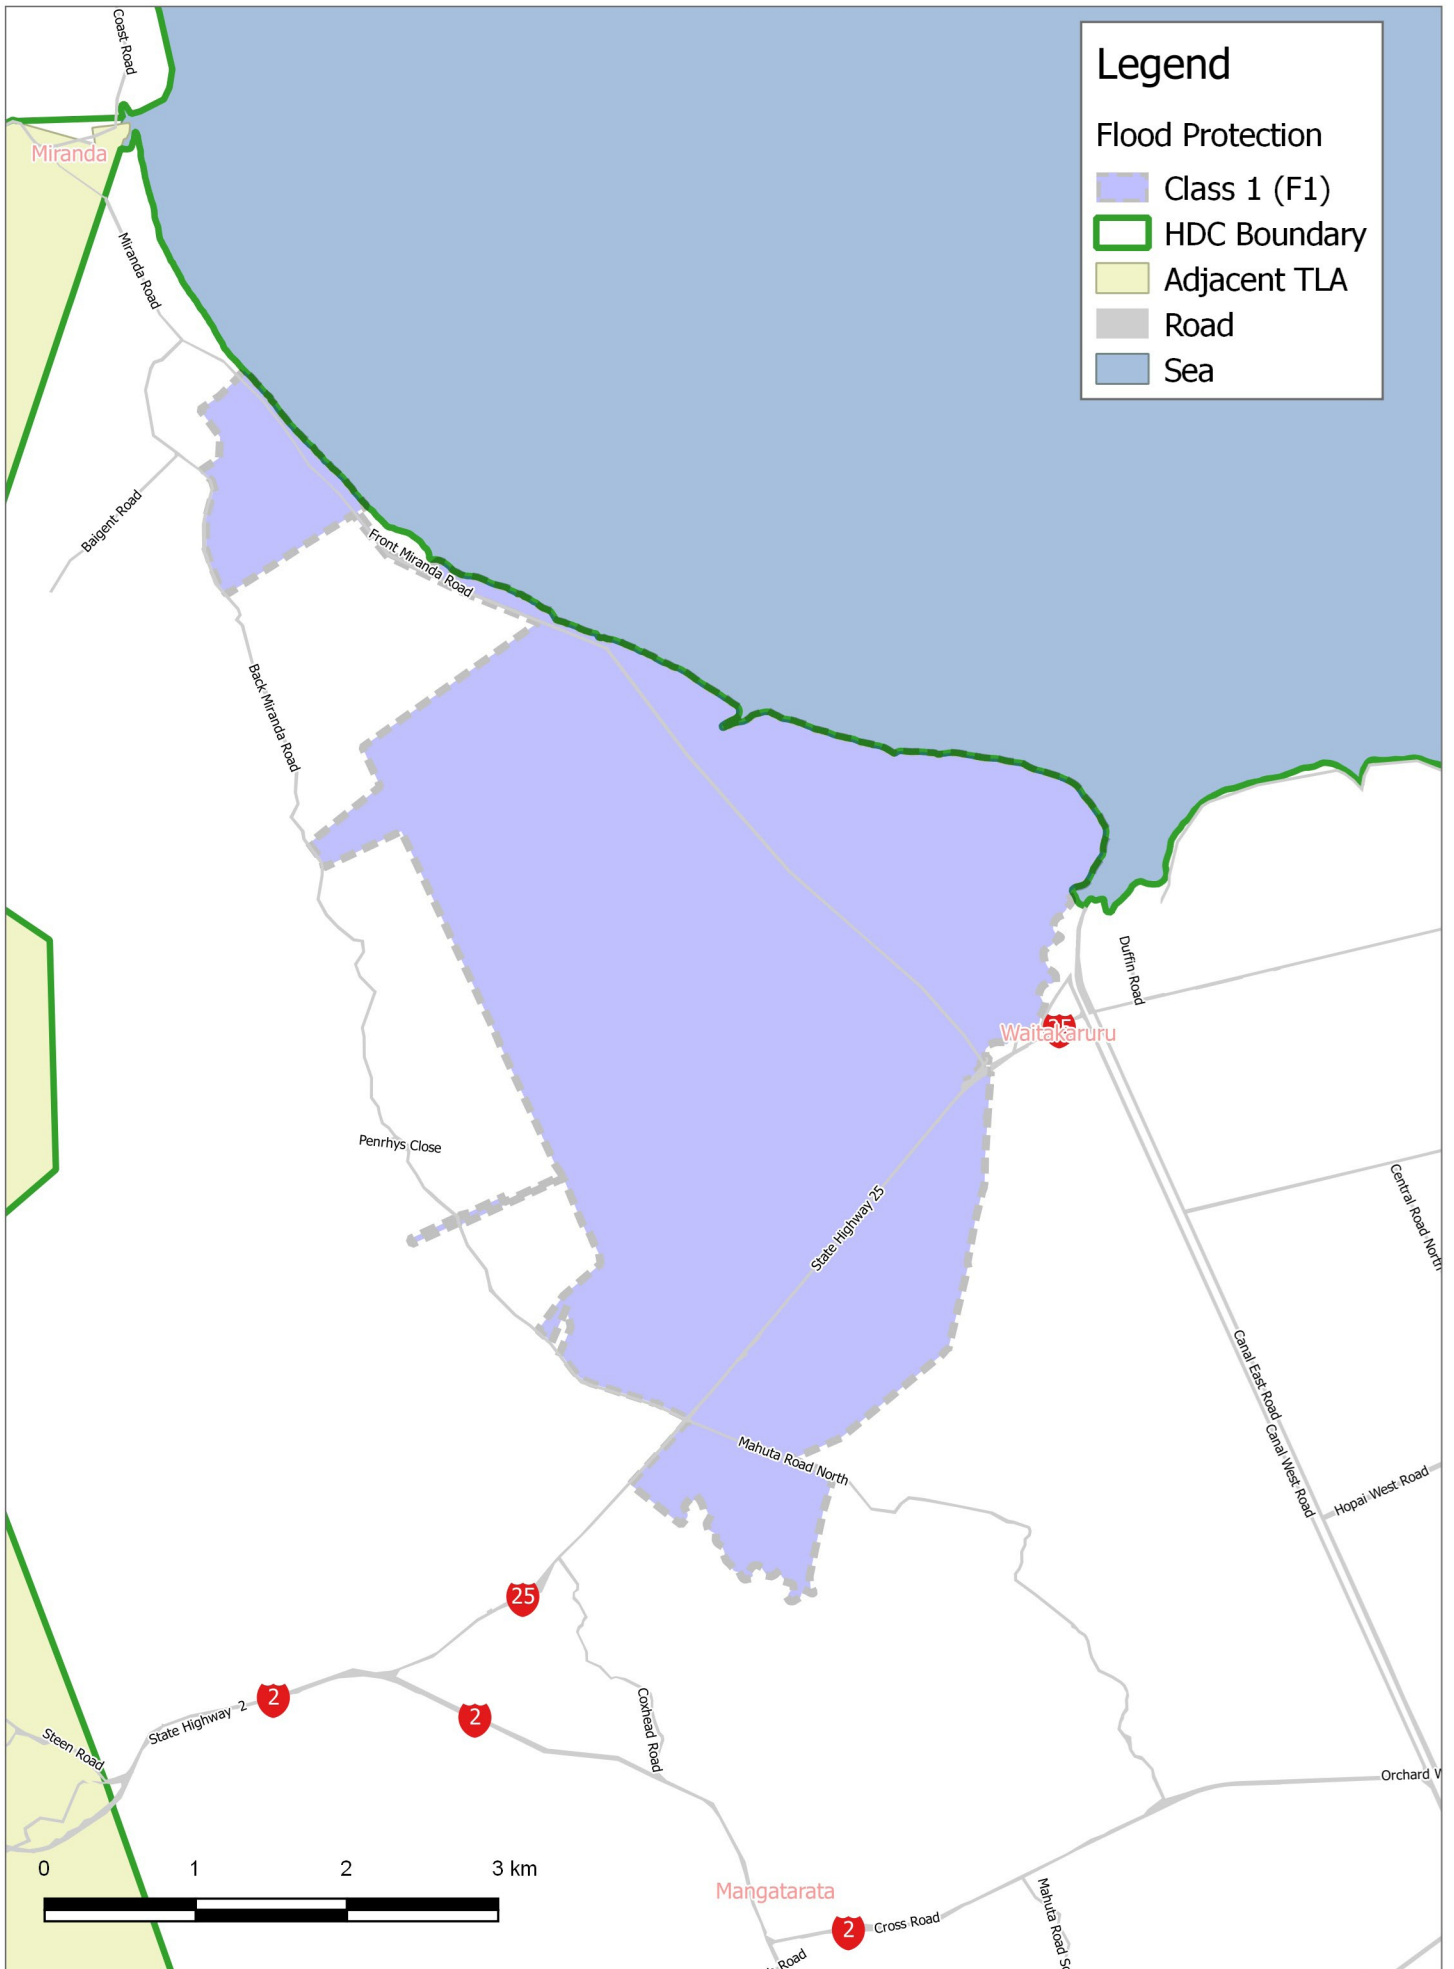 Coast Road
Legend
Flood Protection
Class 1 (F1)
HDC Boundary
Adjacent TLA
Road
Sea
Miranda
Miranda Road
Baigent Road
Front Miranda Road
Back Miranda Road
Duffin Road
25
Waitakaruru
Penrhys Close
State Highway 25
Central Road North
Canal East Road
Canal West Road
Hopai West Road
Mahuta Road North
25
2
2
State Highway 2
Steen Road
Coxhead Road
Orchard W
0 1 2 3 km
Mangatarata
2
Cross Road
Mahuta Road So
Road